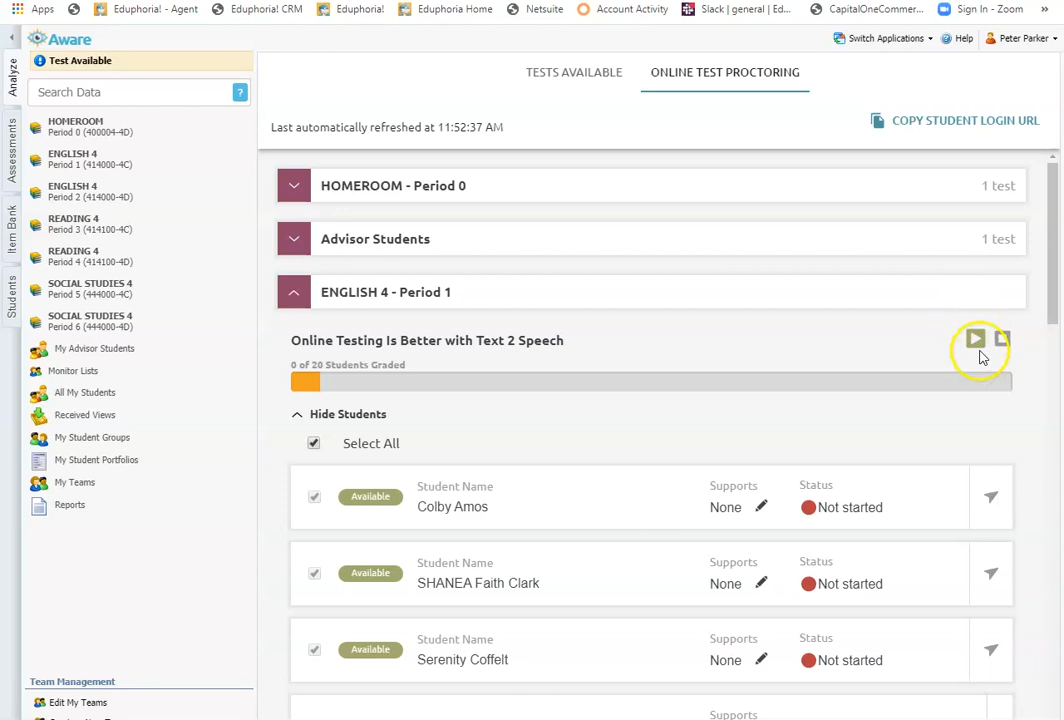 Apps
Eduphoria! - Agent
Eduphoria! CRM
Eduphoria!
Eduphoria Home
Netsuite
Account Activity
Slack | general | Ed...
CapitalOneCommer...
Sign In - Zoom
»
Aware
Switch Applications
Help
Peter Parker
Test Available
TESTS AVAILABLE
ONLINE TEST PROCTORING
Analyze
Assessments
Item Bank
Students
Search Data
?
Last automatically refreshed at 11:52:37 AM
COPY STUDENT LOGIN URL
HOMEROOM
Period 0 (400004-4D)
ENGLISH 4
Period 1 (414000-4C)
ENGLISH 4
Period 2 (414000-4D)
READING 4
Period 3 (414100-4C)
READING 4
Period 4 (414100-4D)
SOCIAL STUDIES 4
Period 5 (444000-4C)
SOCIAL STUDIES 4
Period 6 (444000-4D)
My Advisor Students
Monitor Lists
All My Students
Received Views
My Student Groups
My Student Portfolios
My Teams
Reports
Team Management
Edit My Teams
HOMEROOM - Period 0
1 test
Advisor Students
1 test
ENGLISH 4 - Period 1
Online Testing Is Better with Text 2 Speech
0 of 20 Students Graded
Hide Students
Select All
Available
Student Name
Colby Amos
Supports
None
Status
Not started
Available
Student Name
SHANEA Faith Clark
Supports
None
Status
Not started
Available
Student Name
Serenity Coffelt
Supports
None
Status
Not started
Student Name
Supports
Status